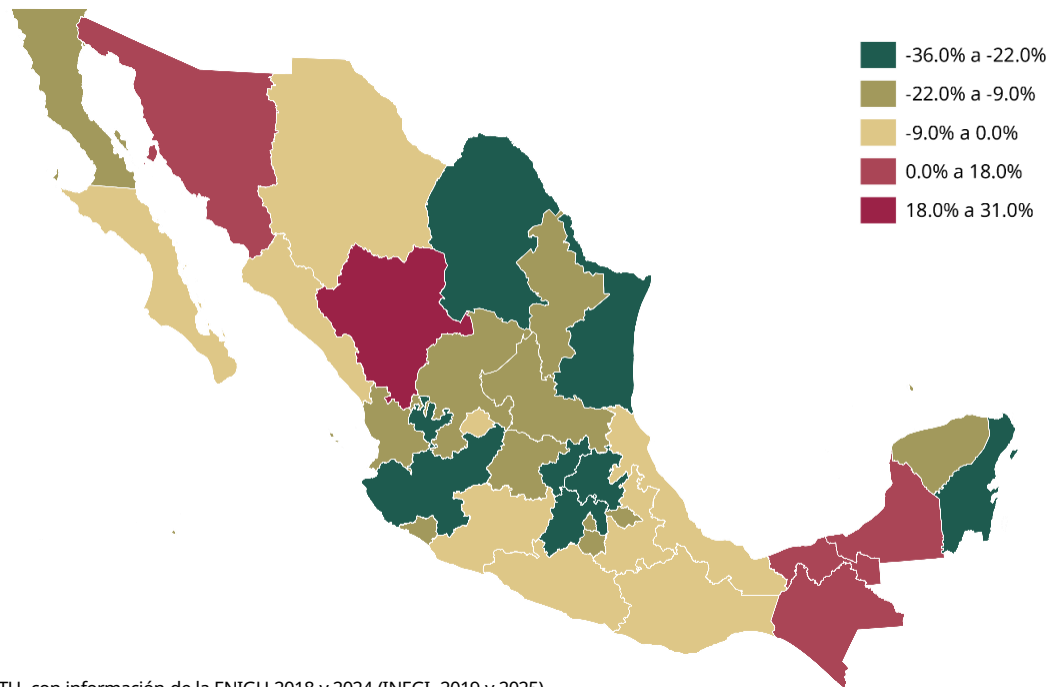 -36.0% a -22.0%
-22.0% a -9.0%
-9.0% a 0.0%
0.0% a 18.0%
18.0% a 31.0%
con información de la ENIGH 2018 y 2024 (INEGI, 2019 y 2025)